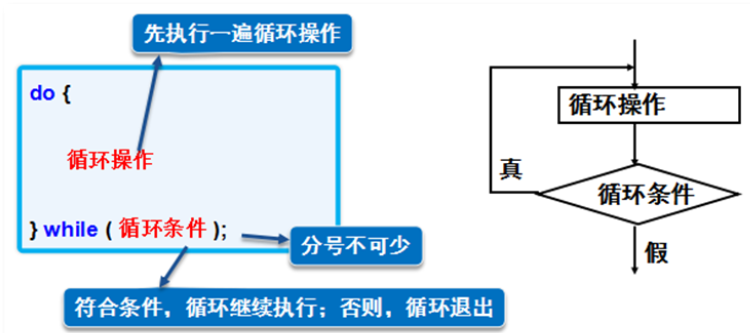 先执行一遍循环操作
do {
循环操作
} while ( 循环条件 );
分号不可少
符合条件，循环继续执行；否则，循环退出
循环操作
真
循环条件
假